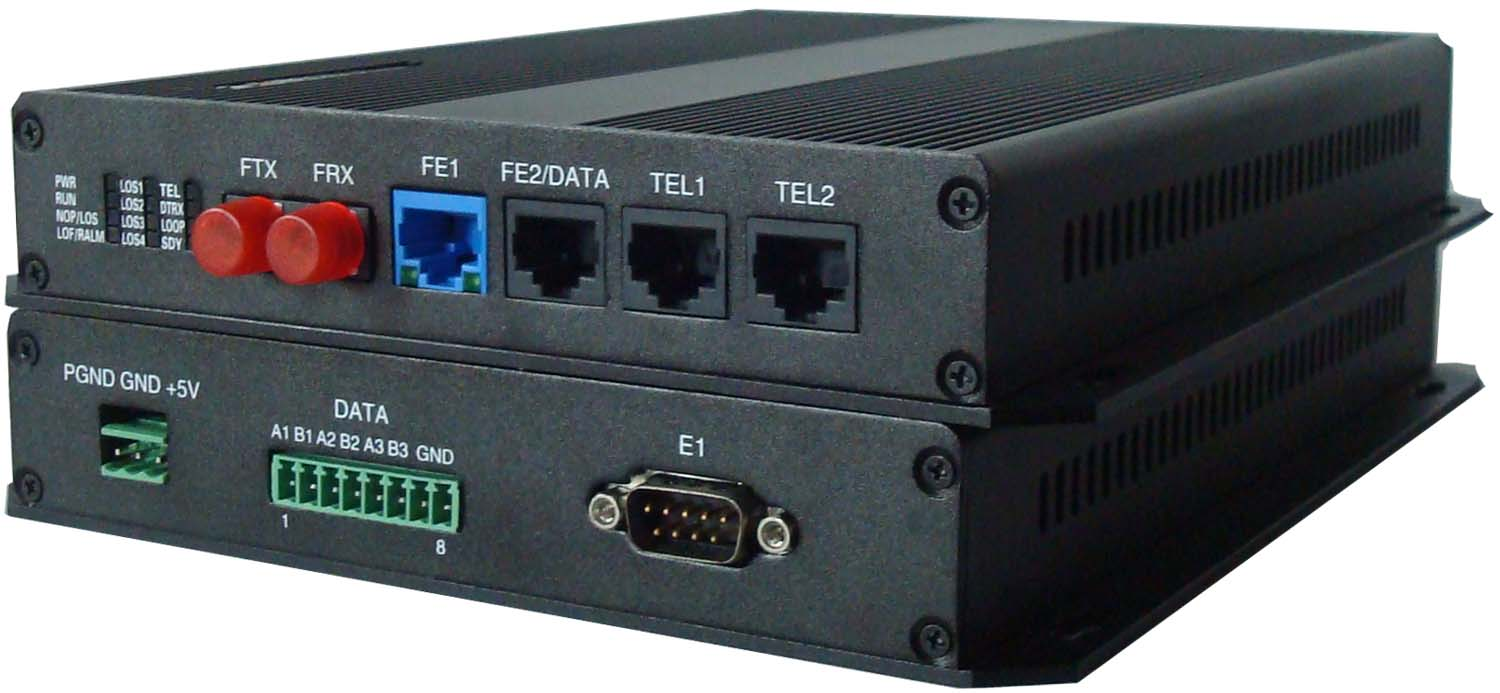 FTX FRX FE1 FE2/DATA TEL1 TEL2
PWR LOS1 TEL
RUN LOS2 DTRX
NOP/LOS LOS3 LOOP
LOF/RALM LOS4 SDY
PGND GND +5V
DATA
A1 B1 A2 B2 A3 B3 GND
1
8
E1